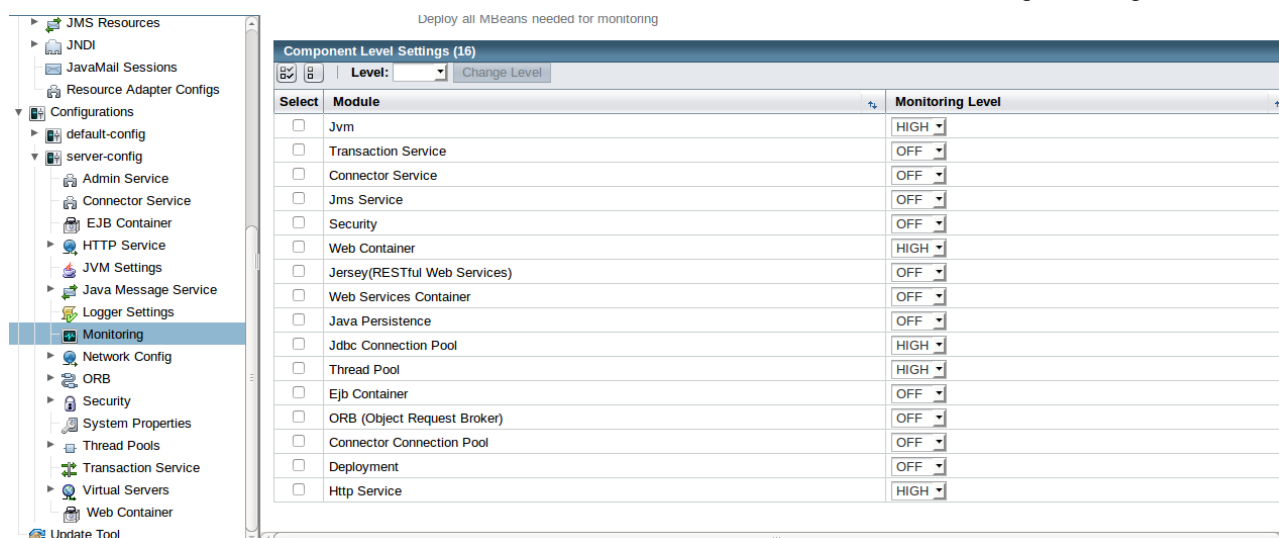 JMS Resources
JNDI
JavaMail Sessions
Resource Adapter Configs
Configurations
default-config
server-config
Admin Service
Connector Service
EJB Container
HTTP Service
JVM Settings
Java Message Service
Logger Settings
Monitoring
Network Config
ORB
Security
System Properties
Thread Pools
Transaction Service
Virtual Servers
Web Container
Update Tool
Deploy all MBeans needed for monitoring
Component Level Settings (16)
Level: Change Level
Select Module Monitoring Level
Jvm HIGH
Transaction Service OFF
Connector Service OFF
Jms Service OFF
Security OFF
Web Container HIGH
Jersey(RESTful Web Services) OFF
Web Services Container OFF
Java Persistence OFF
Jdbc Connection Pool HIGH
Thread Pool HIGH
Ejb Container OFF
ORB (Object Request Broker) OFF
Connector Connection Pool OFF
Deployment OFF
Http Service HIGH